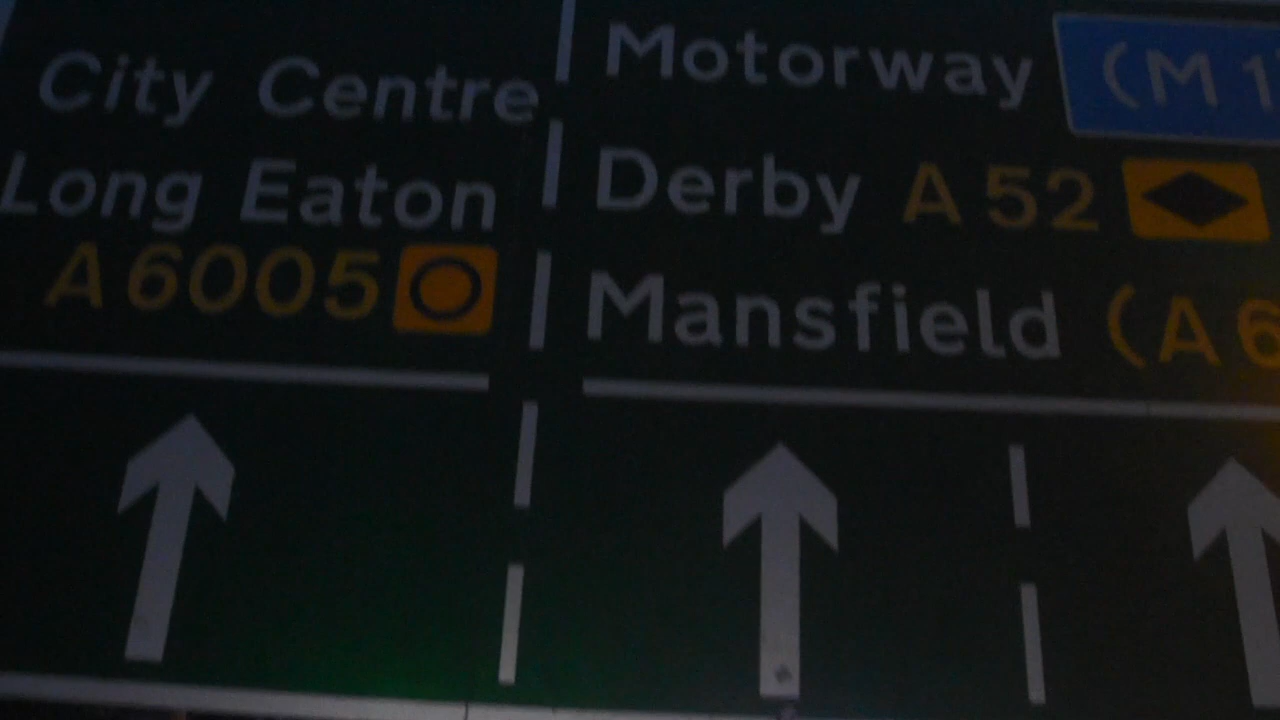 City Centre
Long Eaton
A6005
Motorway (M1
Derby A52
Mansfield (A6